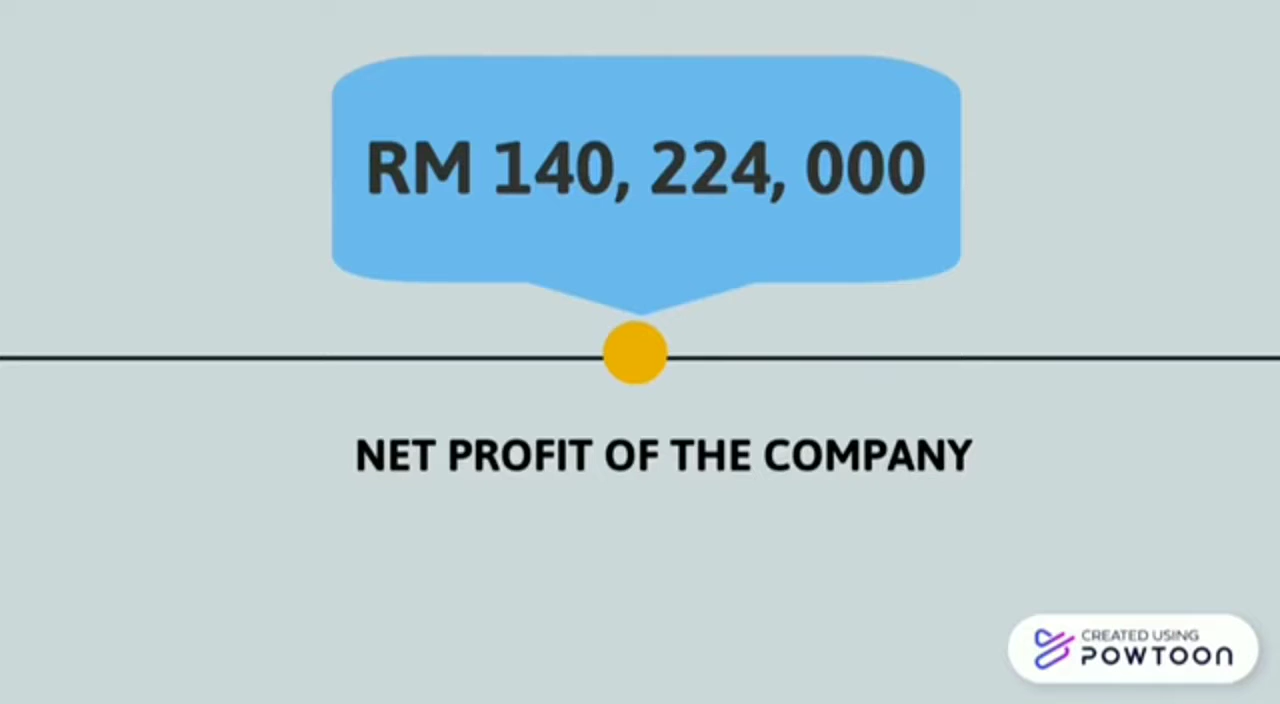 RM 140, 224, 000
NET PROFIT OF THE COMPANY
CREATED USING
POWTOON